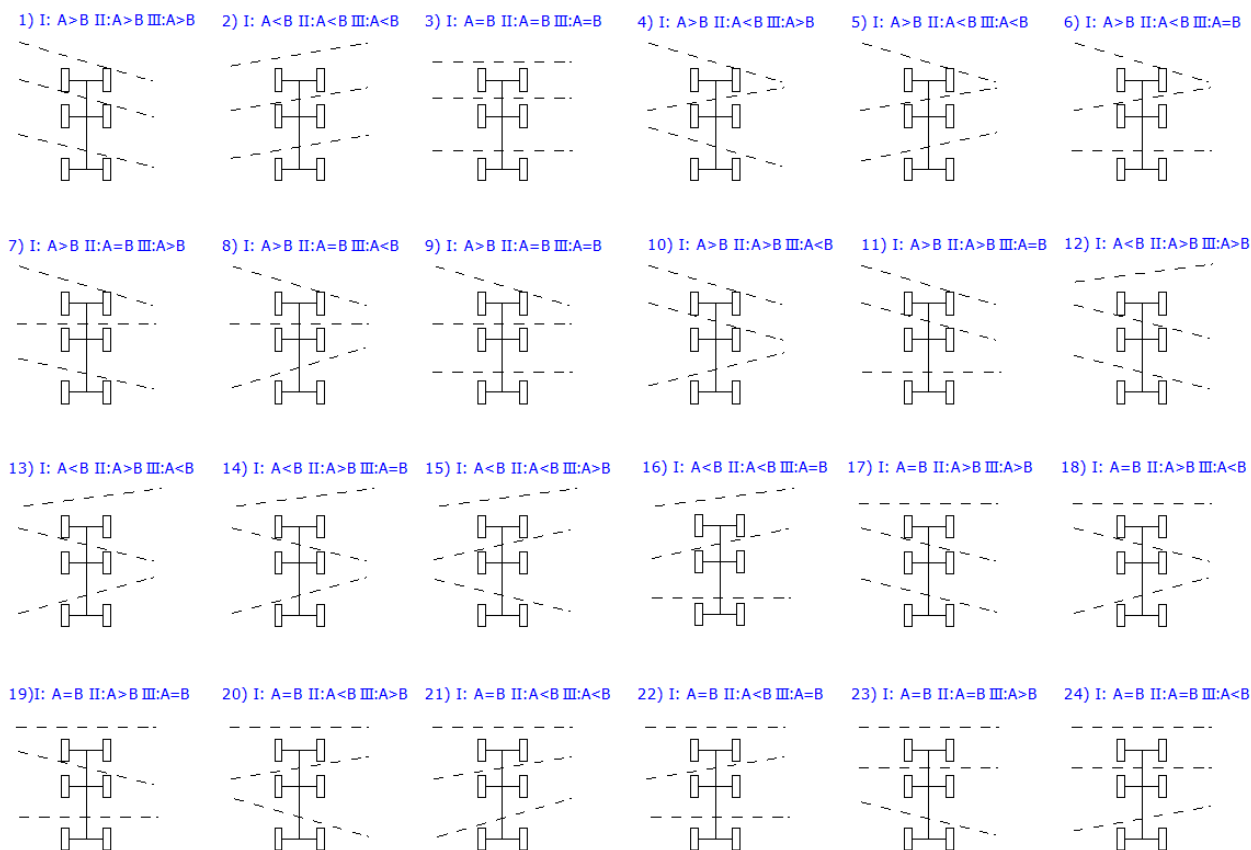 1) I: A>B II:A>B III:A>B
2) I: A<B II:A<B III:A<B
3) I: A=B II:A=B III:A=B
4) I: A>B II:A<B III:A>B
5) I: A>B II:A<B III:A<B
6) I: A>B II:A<B III:A=B
7) I: A>B II:A=B III:A>B
8) I: A>B II:A=B III:A<B
9) I: A>B II:A=B III:A=B
10) I: A>B II:A>B III:A<B
11) I: A>B II:A>B III:A=B
12) I: A<B II:A>B III:A>B
13) I: A<B II:A>B III:A<B
14) I: A<B II:A>B III:A=B
15) I: A<B II:A<B III:A>B
16) I: A<B II:A<B III:A=B
17) I: A=B II:A>B III:A>B
18) I: A=B II:A>B III:A<B
19)I: A=B II:A>B III:A=B
20) I: A=B II:A<B III:A>B
21) I: A=B II:A<B III:A<B
22) I: A=B II:A<B III:A=B
23) I: A=B II:A=B III:A>B
24) I: A=B II:A=B III:A<B